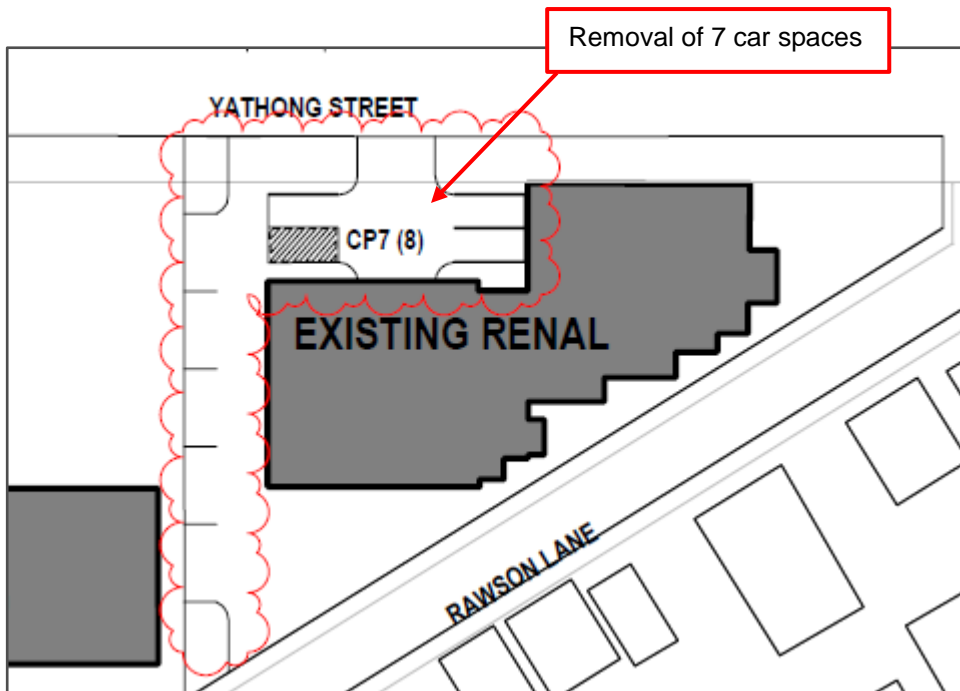 Removal of 7 car spaces
YATHONG STREET
CP7 (8)
EXISTING RENAL
RAWSON LANE